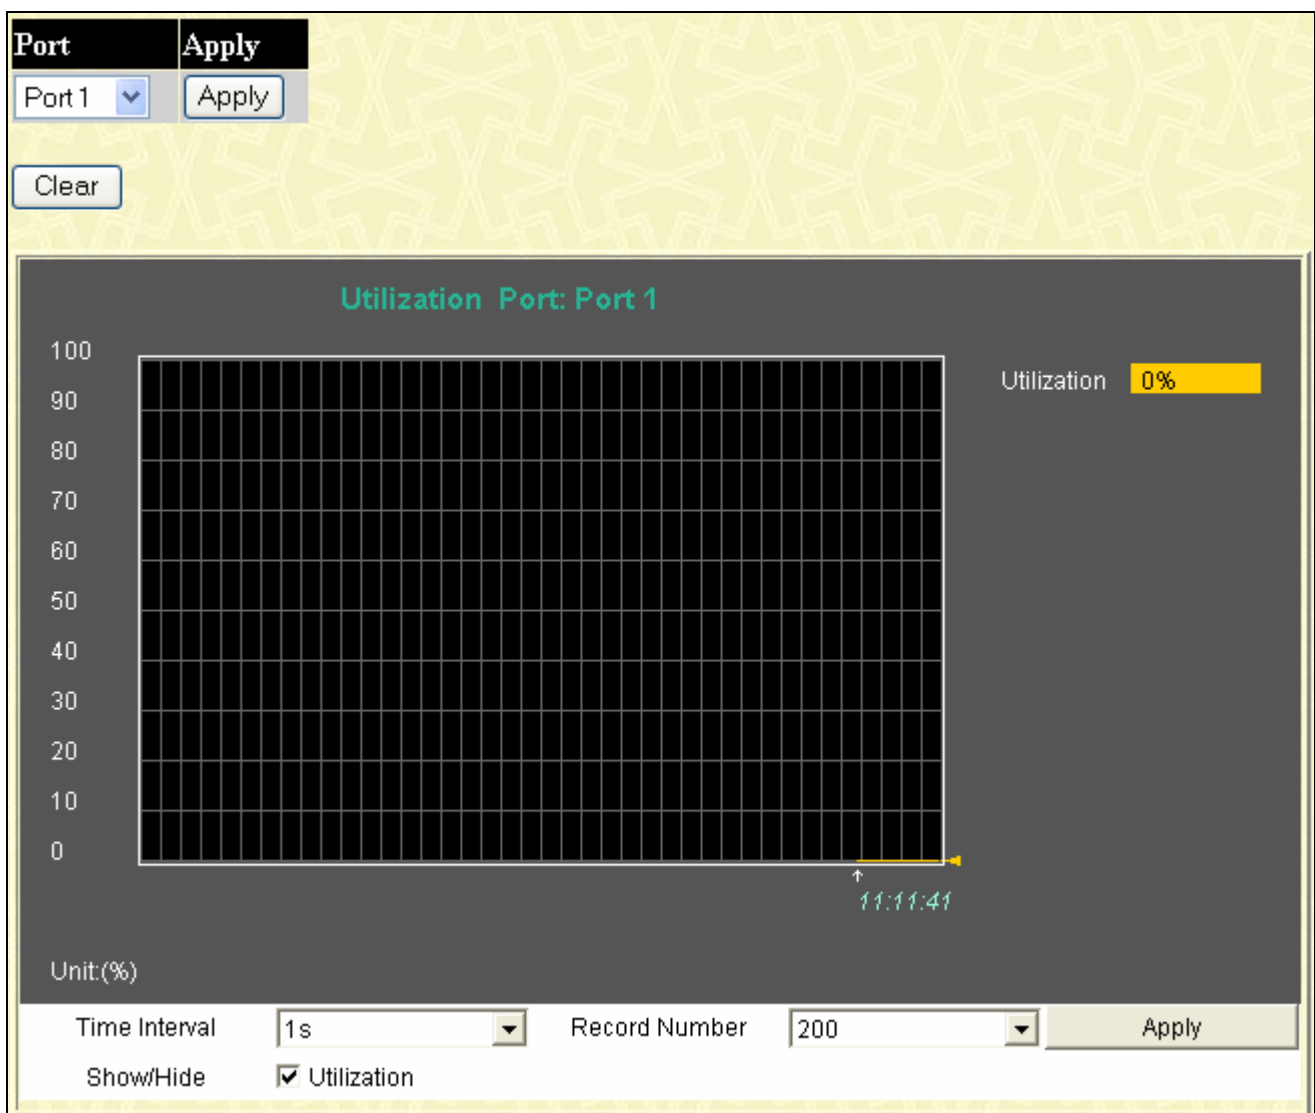 Port Apply
Port 1 Apply
Clear
Utilization Port: Port 1
100
Utilization 0%
90
80
70
60
50
40
30
20
10
0
11:11:41
Unit:(%)
Time Interval 1s Record Number 200 Apply
Show/Hide Utilization